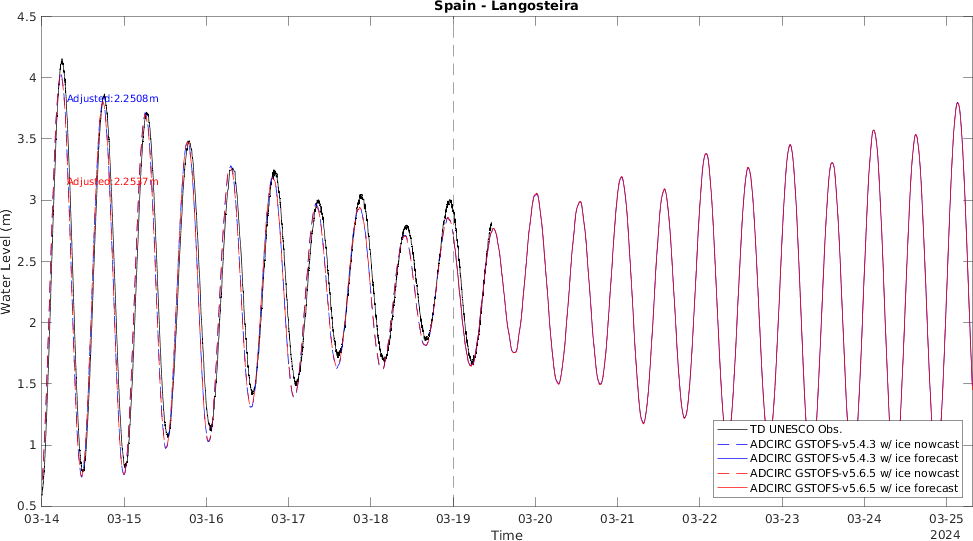 Spain - Langosteira
4.5
4
3.5
3
2.5
2
1.5
1
0.5
Water Level (m)
Adjusted:2.2508m
Adjusted:2.2537m
TD UNESCO Obs.
ADCIRC GSTOFS-v5.4.3 w/ ice nowcast
ADCIRC GSTOFS-v5.4.3 w/ ice forecast
ADCIRC GSTOFS-v5.6.5 w/ ice nowcast
ADCIRC GSTOFS-v5.6.5 w/ ice forecast
03-14 03-15 03-16 03-17 03-18 03-19 03-20 03-21 03-22 03-23 03-24 03-25
2024
Time